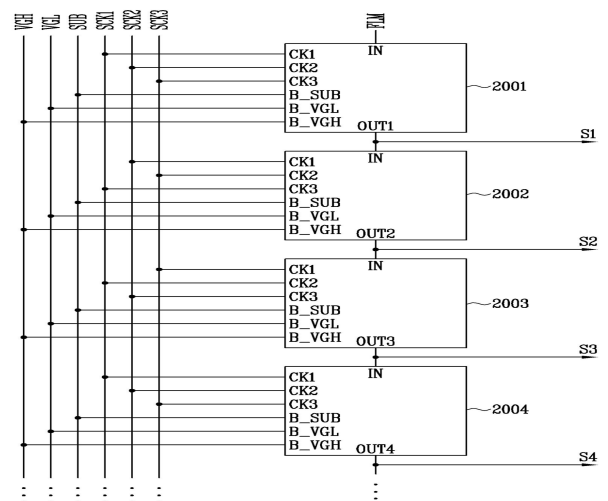 VGH VGL SUB SCK1 SCK2 SCK3 FLM
IN
CK1
CK2
CK3
B_SUB
B_VGL
B_VGH
2001
OUT1
S1
IN
CK1
CK2
CK3
B_SUB
B_VGL
B_VGH
2002
OUT2
S2
IN
CK1
CK2
CK3
B_SUB
B_VGL
B_VGH
2003
OUT3
S3
IN
CK1
CK2
CK3
B_SUB
B_VGL
B_VGH
2004
OUT4
S4